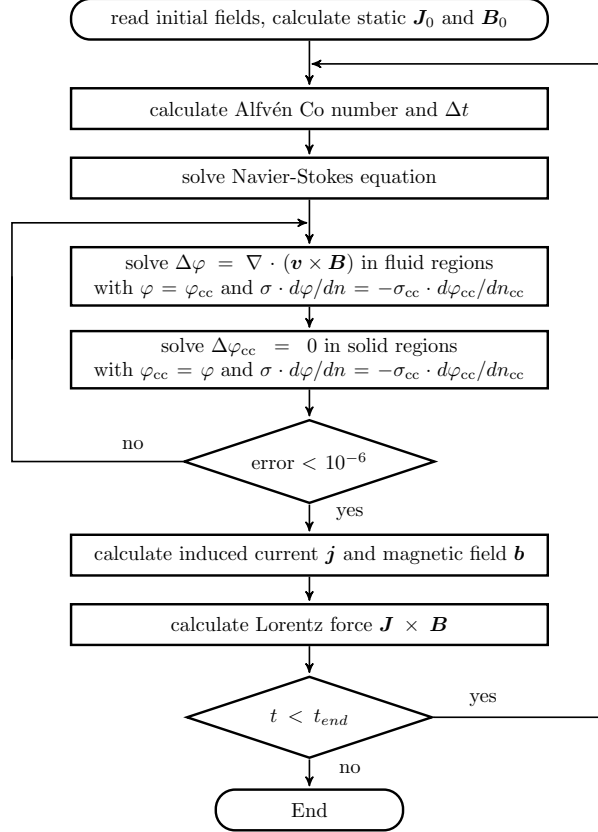 read initial fields, calculate static J₀ and B₀
calculate Alfvén Co number and Δt
solve Navier-Stokes equation
solve Δφ = ∇ · (v × B) in fluid regions
with φ = φcc and σ · dφ/dn = −σcc · dφcc/dncc
solve Δφcc = 0 in solid regions
with φcc = φ and σ · dφ/dn = −σcc · dφcc/dncc
no
error < 10⁻⁶
yes
calculate induced current j and magnetic field b
calculate Lorentz force J × B
yes
t < tend
no
End